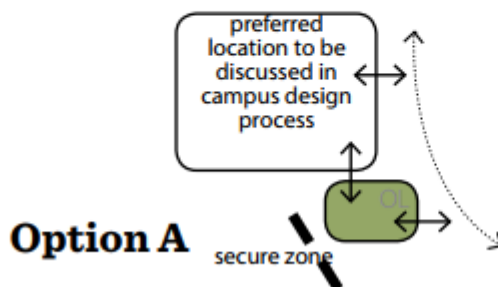 preferred
location to be
discussed in
campus design
process
OL
Option A
secure zone